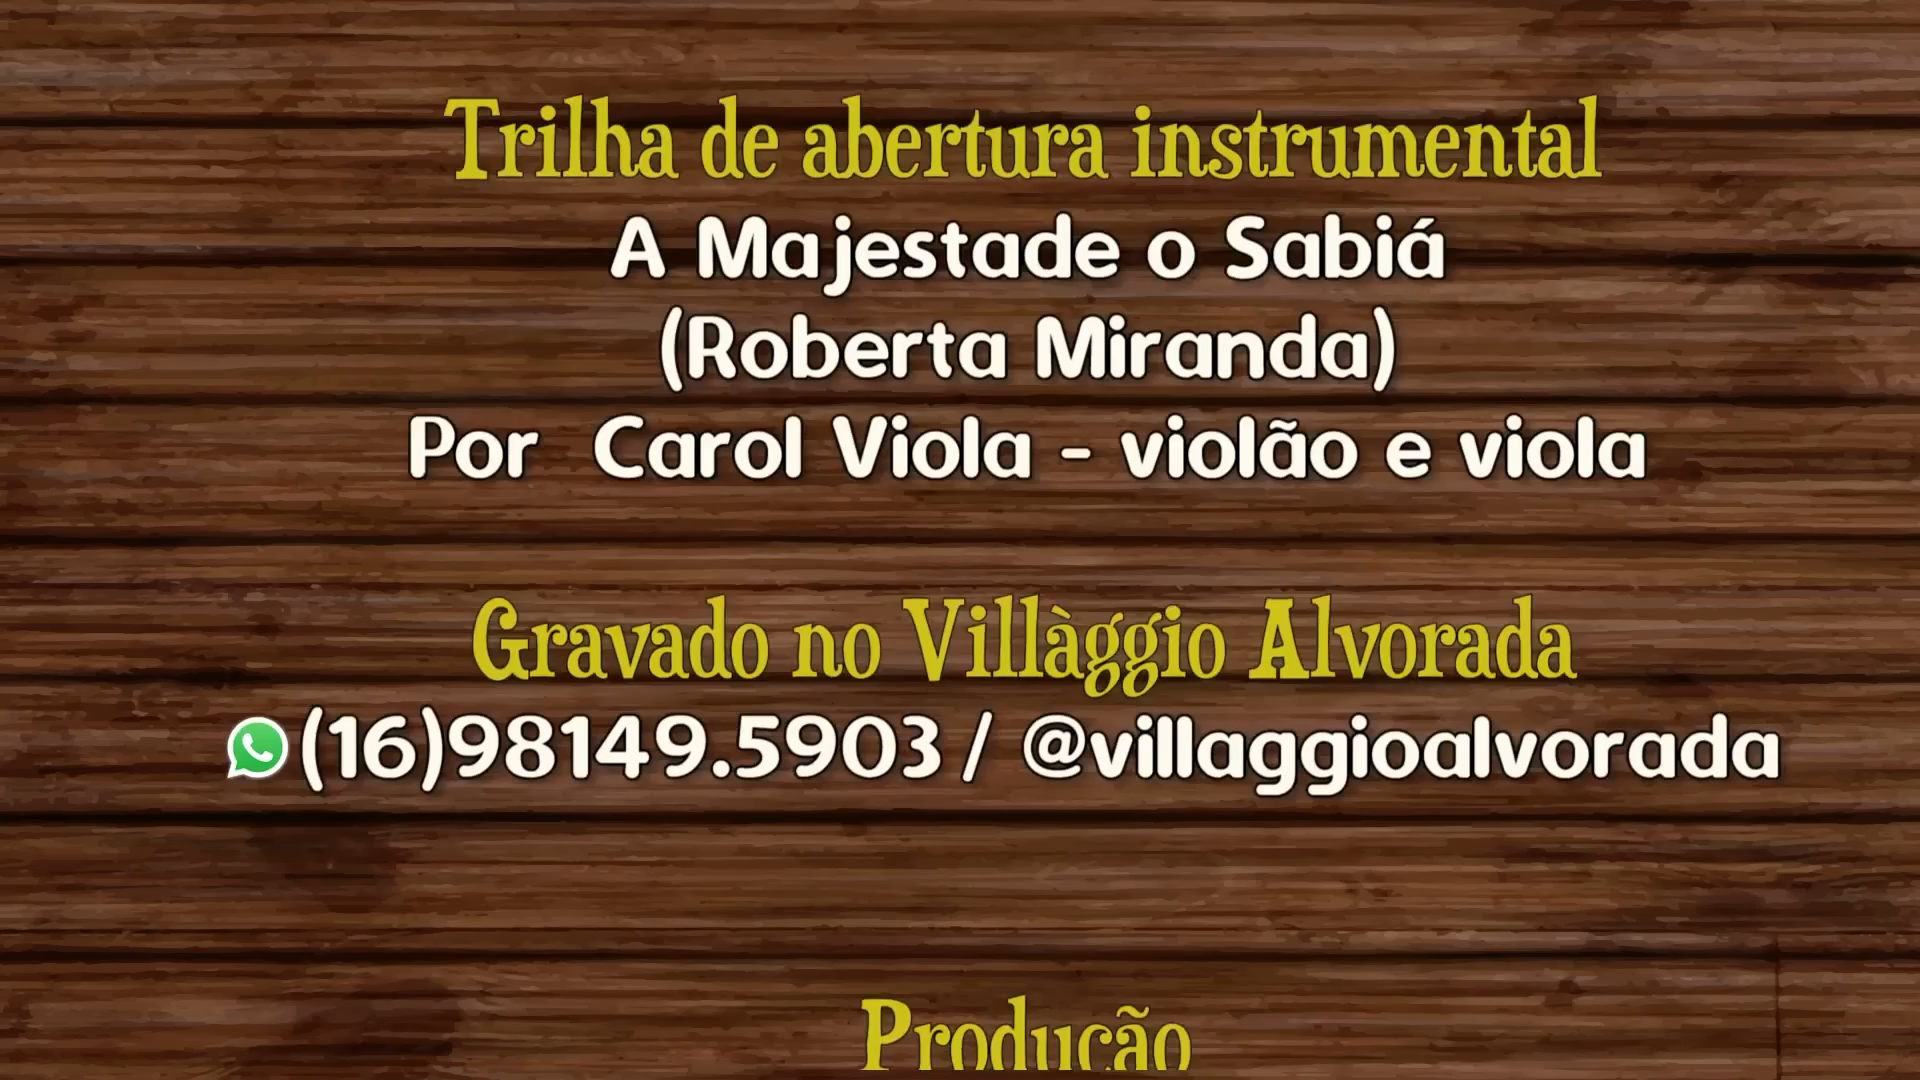 Trilha de abertura instrumental
A Majestade o Sabiá
(Roberta Miranda)
Por Carol Viola - violão e viola
Gravado no Villàggio Alvorada
(16)98149.5903 / @villaggioalvorada
Produção